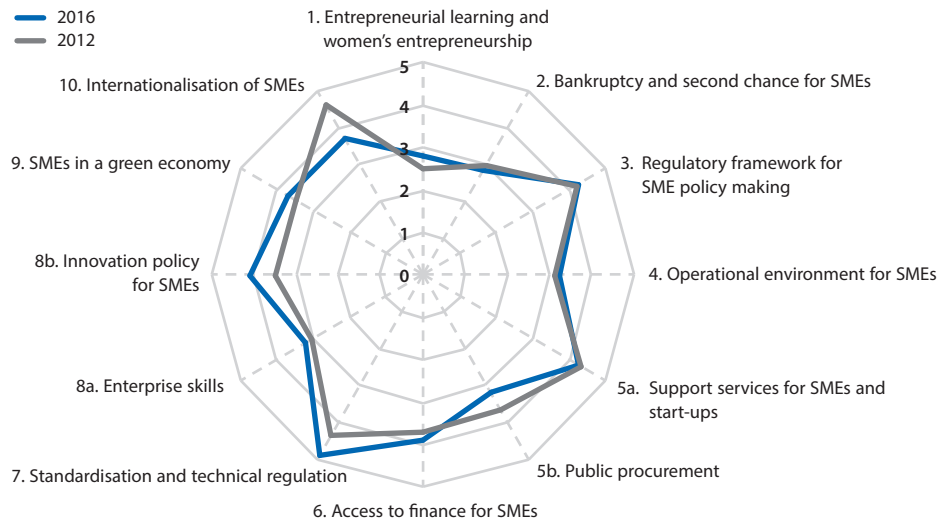 2016
2012
1. Entrepreneurial learning and
women's entrepreneurship
2. Bankruptcy and second chance for SMEs
3. Regulatory framework for
SME policy making
4. Operational environment for SMEs
5a. Support services for SMEs and
start-ups
5b. Public procurement
6. Access to finance for SMEs
7. Standardisation and technical regulation
8a. Enterprise skills
8b. Innovation policy
for SMEs
9. SMEs in a green economy
10. Internationalisation of SMEs
5
4
3
2
1
0